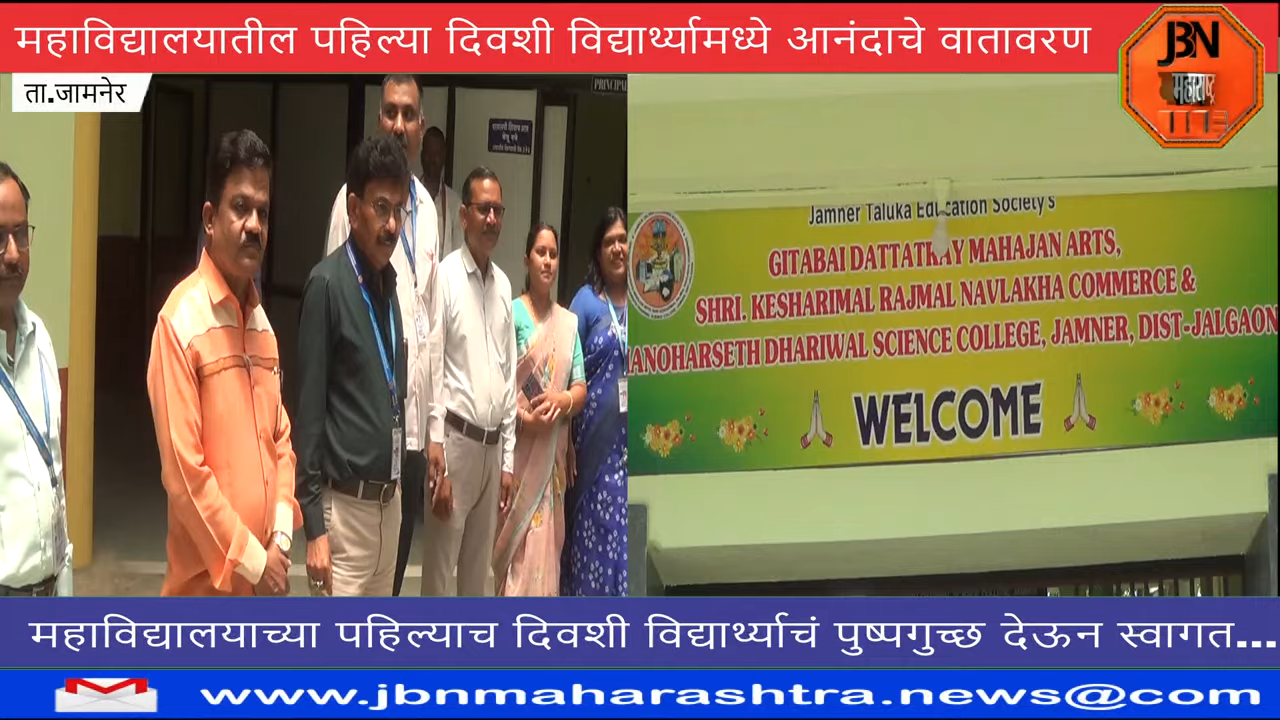 महाविद्यालयातील पहिल्या दिवशी विद्यार्थ्यामध्ये आनंदाचे वातावरण
JBN
महाराष्ट्र
ता.जामनेर
PRINCIPAL
Jamner Taluka Education Society's
GITABAI DATTATRAY MAHAJAN ARTS,
SHRI. KESHARIMAL RAJMAL NAVLAKHA COMMERCE &
ANOHARSETH DHARIWAL SCIENCE COLLEGE, JAMNER, DIST-JALGAON
WELCOME
महाविद्यालयाच्या पहिल्याच दिवशी विद्यार्थ्याचं पुष्पगुच्छ देऊन स्वागत...
www.jbnmaharashtra.news@com